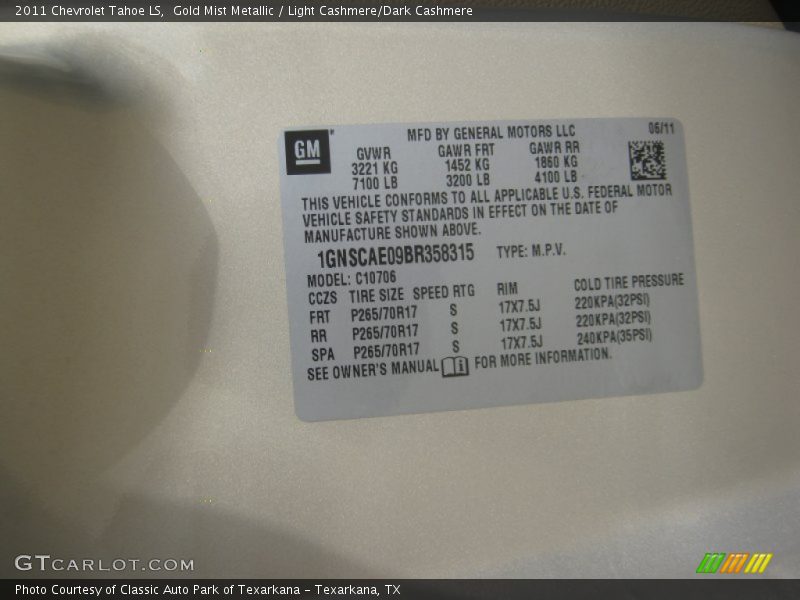 2011 Chevrolet Tahoe LS,  Gold Mist Metallic / Light Cashmere/Dark Cashmere
GM
MFD BY GENERAL MOTORS LLC 06/11
GVWR GAWR FRT GAWR RR
3221 KG 1452 KG 1860 KG
7100 LB 3200 LB 4100 LB
THIS VEHICLE CONFORMS TO ALL APPLICABLE U.S. FEDERAL MOTOR
VEHICLE SAFETY STANDARDS IN EFFECT ON THE DATE OF
MANUFACTURE SHOWN ABOVE.
1GNSCAE09BR358315 TYPE: M.P.V.
MODEL: C10706
CCZS TIRE SIZE SPEED RTG RIM COLD TIRE PRESSURE
FRT P265/70R17 S 17X7.5J 220KPA(32PSI)
RR P265/70R17 S 17X7.5J 220KPA(32PSI)
SPA P265/70R17 S 17X7.5J 240KPA(35PSI)
SEE OWNER'S MANUAL FOR MORE INFORMATION.
GTCARLOT.COM
Photo Courtesy of Classic Auto Park of Texarkana – Texarkana, TX